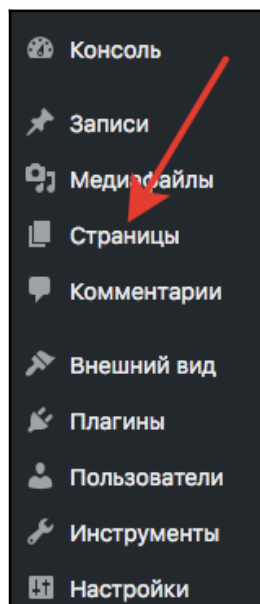 Консоль
Записи
Медиафайлы
Страницы
Комментарии
Внешний вид
Плагины
Пользователи
Инструменты
Настройки